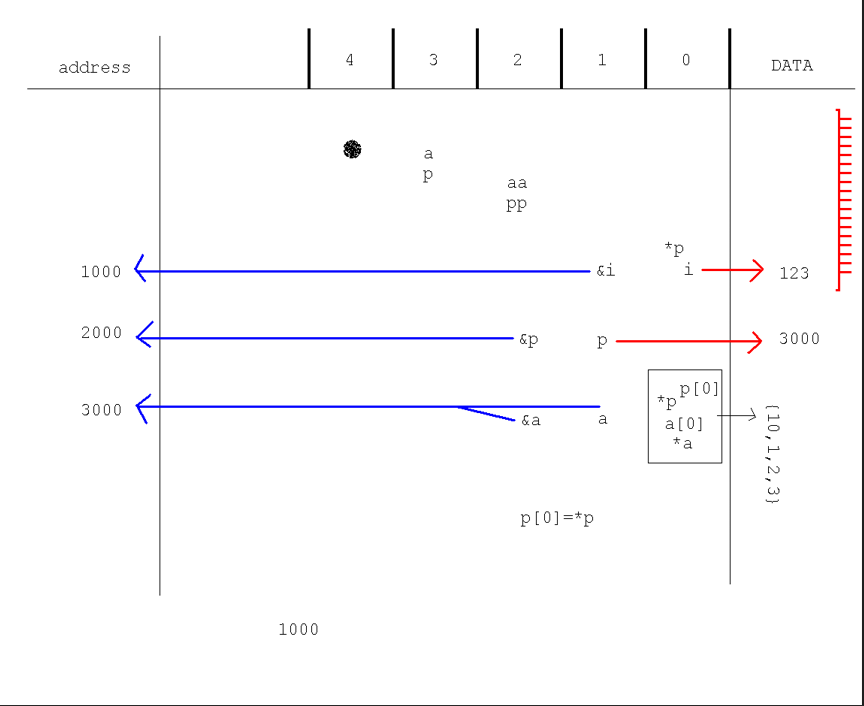 address 4 3 2 1 0 DATA
a
p
aa
pp
*p
1000 &i i 123
2000 &p p 3000
p[0]
*p
3000 &a a a[0] {10,1,2,3}
*a
p[0]=*p
1000